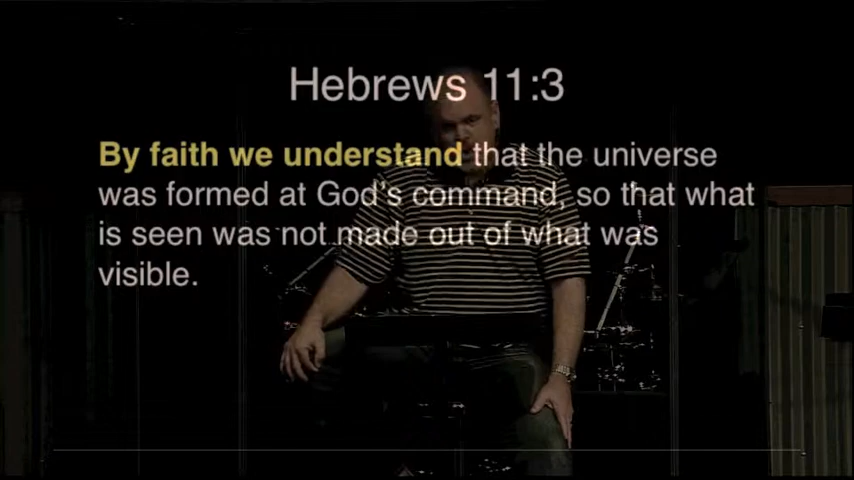 Hebrews 11:3
By faith we understand that the universe
was formed at God's command, so that what
is seen was not made out of what was
visible.